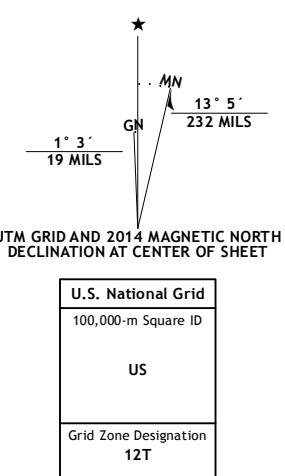 ★
MN
GN
13° 5´
232 MILS
1° 3´
19 MILS
UTM GRID AND 2014 MAGNETIC NORTH
DECLINATION AT CENTER OF SHEET
U.S. National Grid
100,000-m Square ID
US
Grid Zone Designation
12T